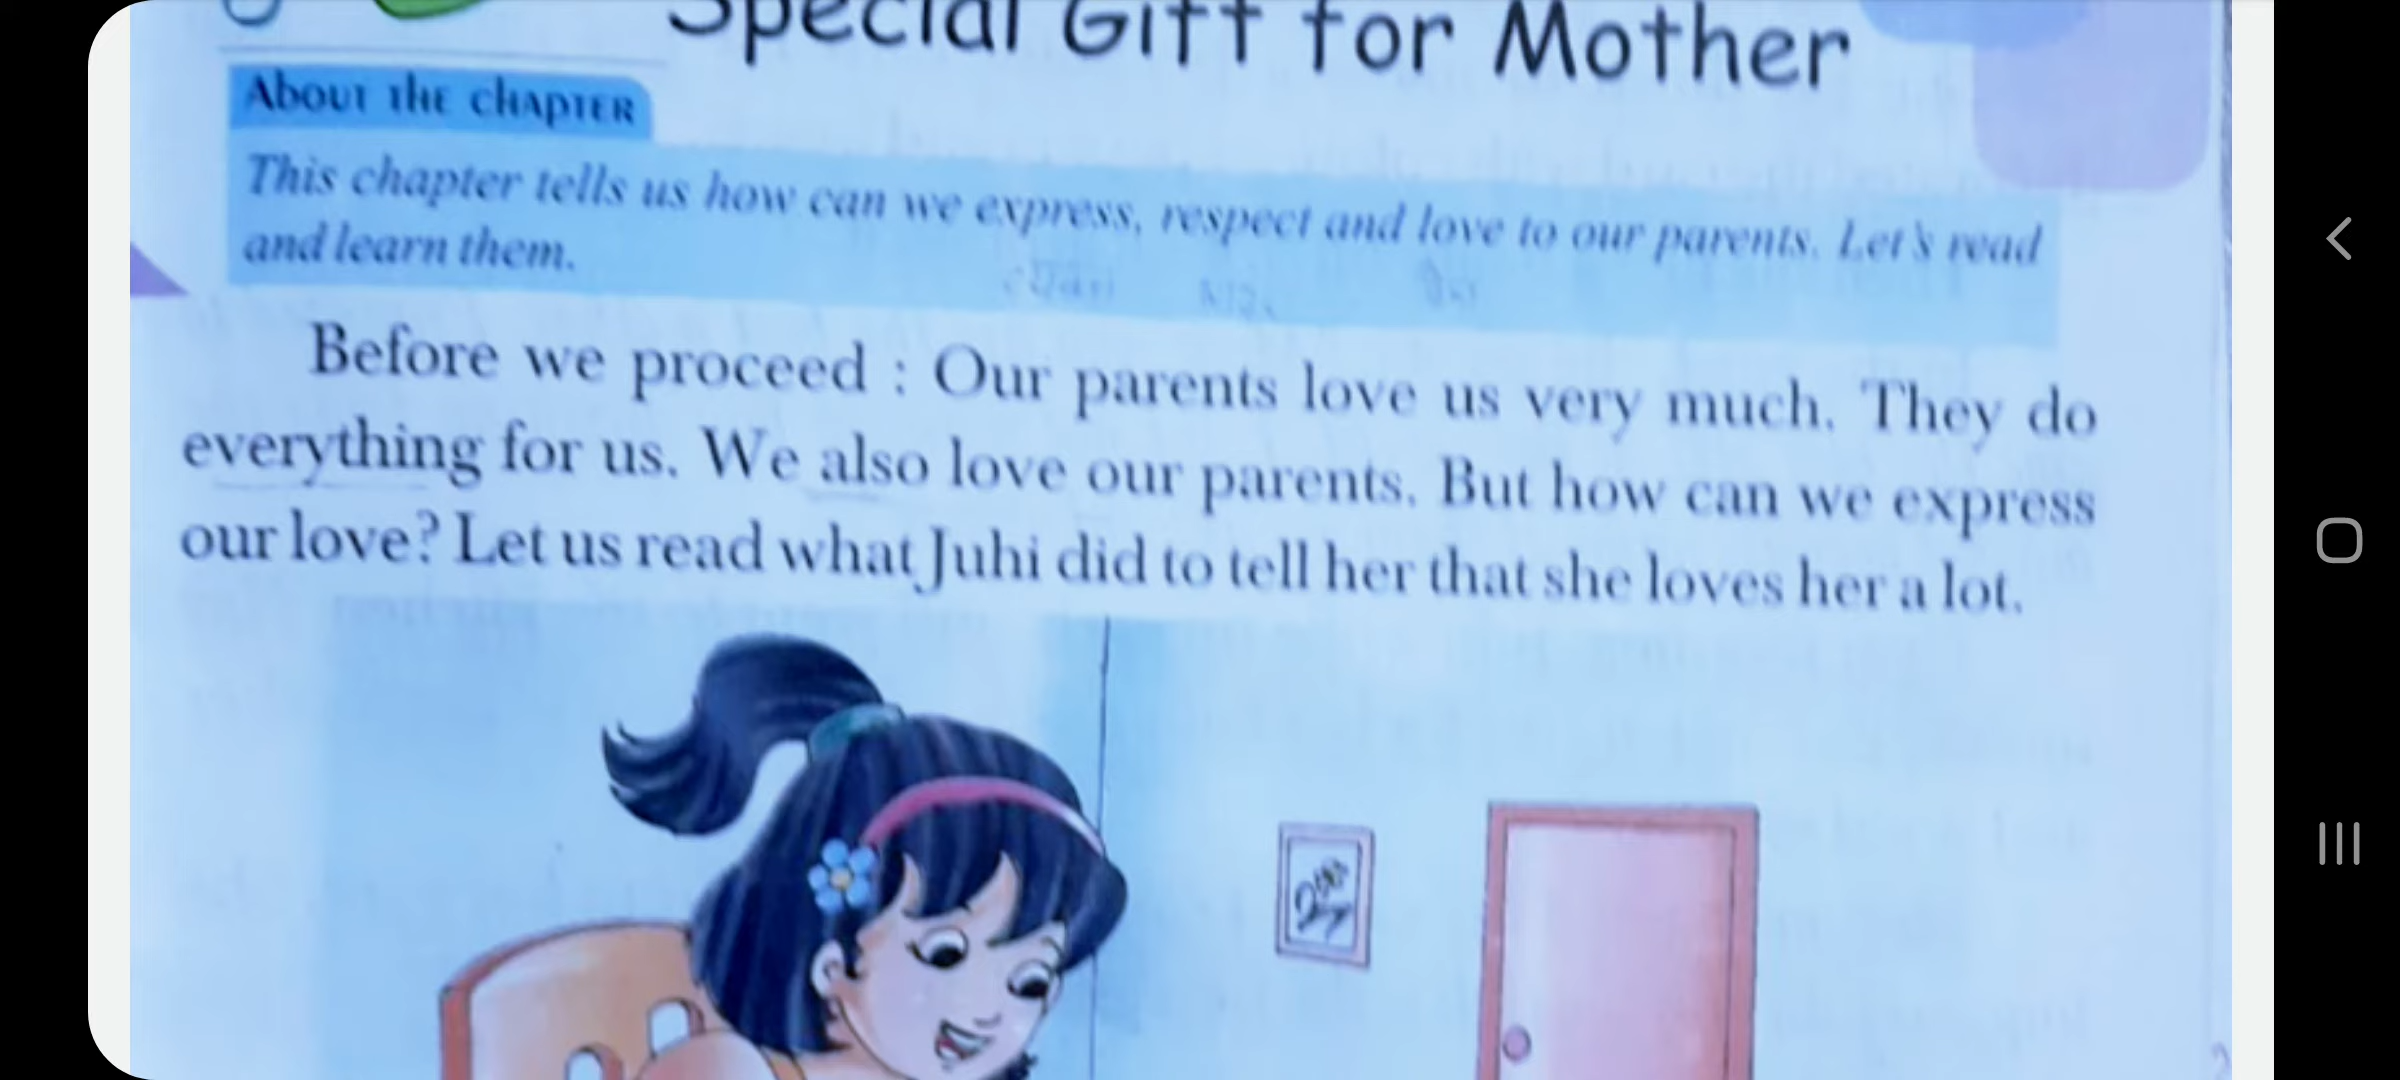 Special Gift for Mother
About the chapter
This chapter tells us how can we express, respect and love to our parents. Let's read
and learn them.
Before we proceed : Our parents love us very much. They do
everything for us. We also love our parents. But how can we express
our love? Let us read what Juhi did to tell her that she loves her a lot.